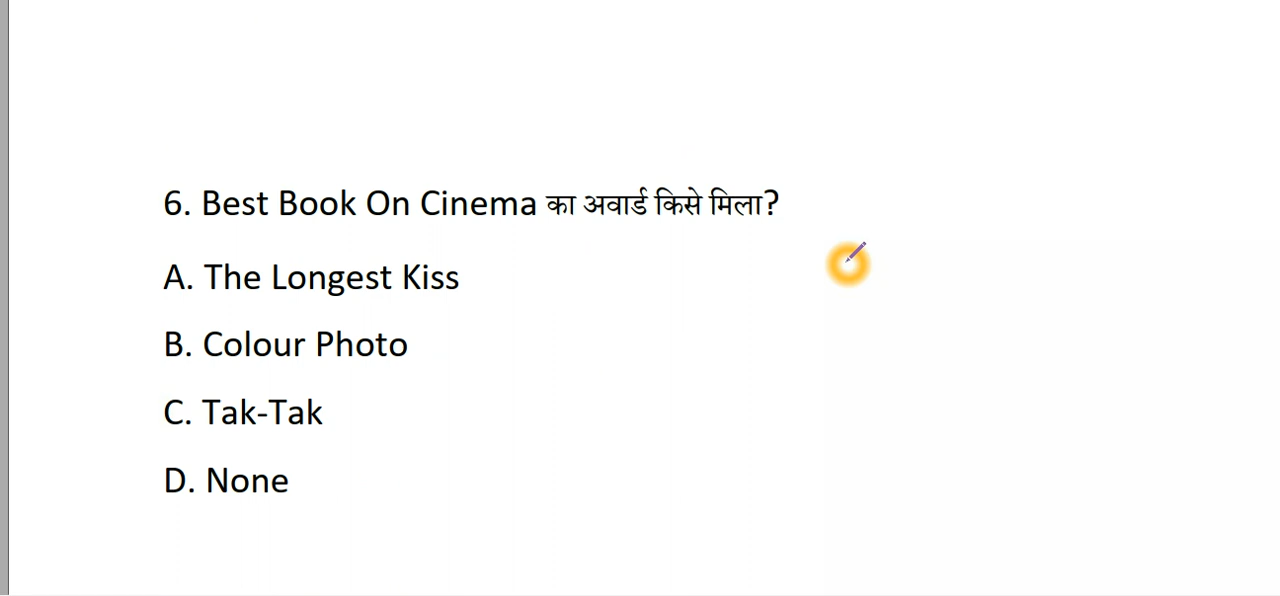 6. Best Book On Cinema का अवार्ड किसे मिला?
A. The Longest Kiss
B. Colour Photo
C. Tak-Tak
D. None